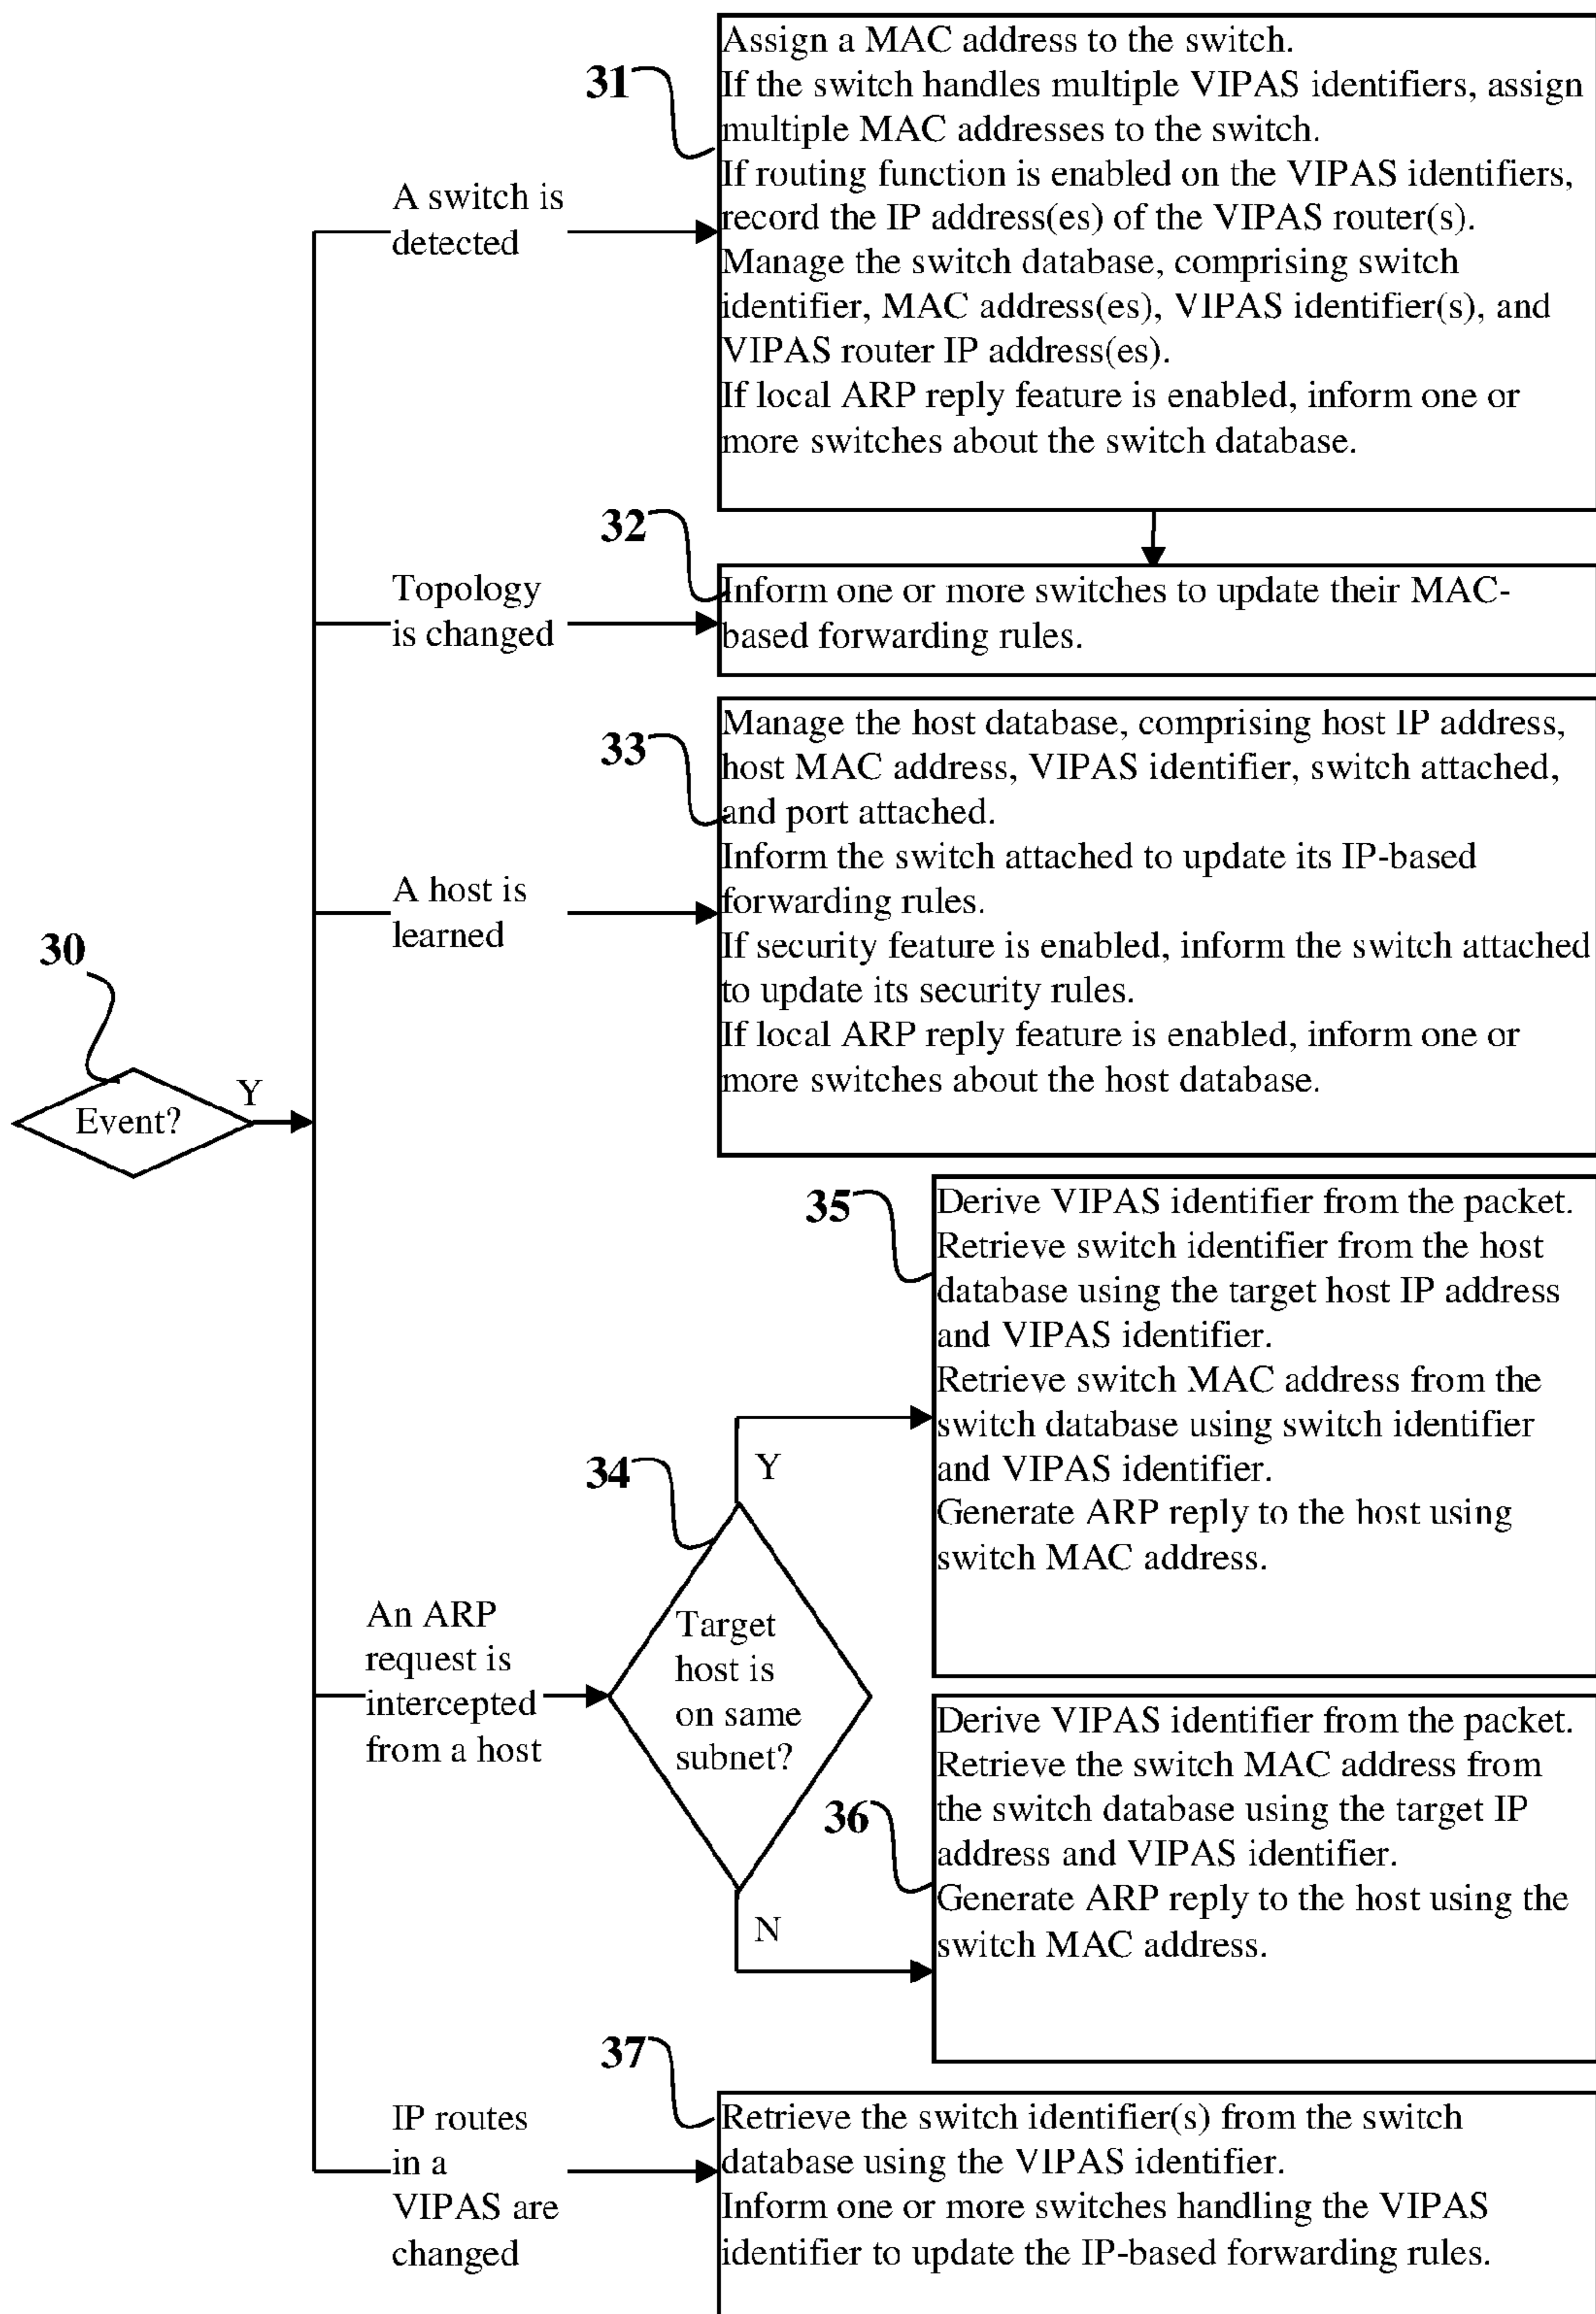 31
Assign a MAC address to the switch.
If the switch handles multiple VIPAS identifiers, assign
multiple MAC addresses to the switch.
If routing function is enabled on the VIPAS identifiers,
record the IP address(es) of the VIPAS router(s).
Manage the switch database, comprising switch
identifier, MAC address(es), VIPAS identifier(s), and
VIPAS router IP address(es).
If local ARP reply feature is enabled, inform one or
more switches about the switch database.
A switch is
detected
32
Topology
is changed
Inform one or more switches to update their MAC-
based forwarding rules.
33
Manage the host database, comprising host IP address,
host MAC address, VIPAS identifier, switch attached,
and port attached.
Inform the switch attached to update its IP-based
forwarding rules.
If security feature is enabled, inform the switch attached
to update its security rules.
If local ARP reply feature is enabled, inform one or
more switches about the host database.
A host is
learned
30
Event?
Y
35
Derive VIPAS identifier from the packet.
Retrieve switch identifier from the host
database using the target host IP address
and VIPAS identifier.
Retrieve switch MAC address from the
switch database using switch identifier
and VIPAS identifier.
Generate ARP reply to the host using
switch MAC address.
34
Y
An ARP
request is
intercepted
from a host
Target
host is
on same
subnet?
N
36
Derive VIPAS identifier from the packet.
Retrieve the switch MAC address from
the switch database using the target IP
address and VIPAS identifier.
Generate ARP reply to the host using the
switch MAC address.
37
IP routes
in a
VIPAS are
changed
Retrieve the switch identifier(s) from the switch
database using the VIPAS identifier.
Inform one or more switches handling the VIPAS
identifier to update the IP-based forwarding rules.